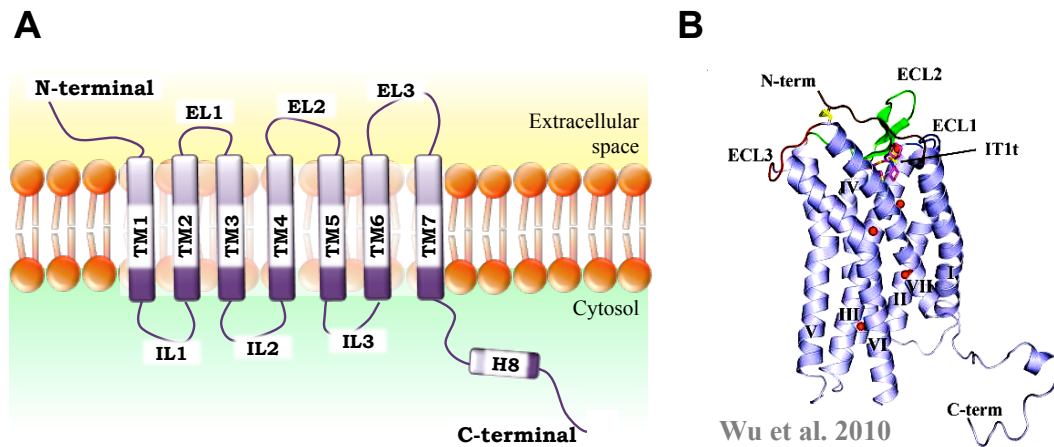 A
N-terminal
EL1
EL2
EL3
Extracellular
space
TM1
TM2
TM3
TM4
TM5
TM6
TM7
Cytosol
IL1
IL2
IL3
H8
C-terminal
B
N-term
ECL2
ECL1
ECL3
IT1t
IV
I
VII
II
III
V
VI
C-term
Wu et al. 2010